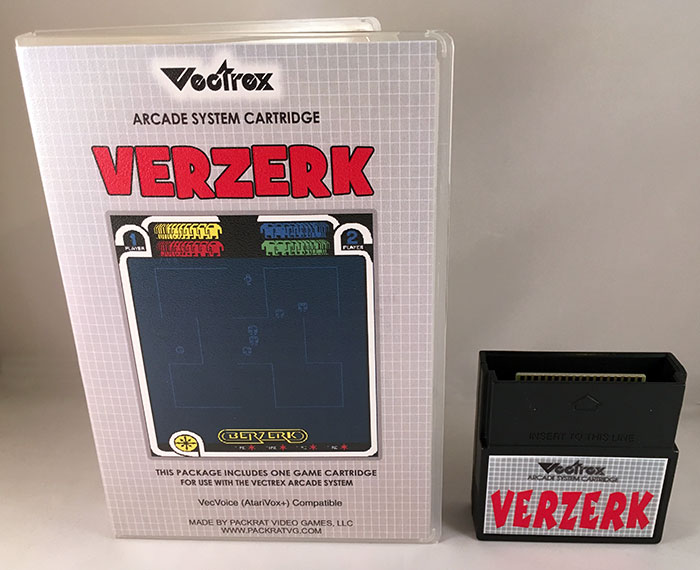 Vectrex
ARCADE SYSTEM CARTRIDGE
VERZERK
1
PLAYER
2
PLAYER
BERZERK
THIS PACKAGE INCLUDES ONE GAME CARTRIDGE
FOR USE WITH THE VECTREX ARCADE SYSTEM
VecVoice (AtariVox+) Compatible
MADE BY PACKRAT VIDEO GAMES, LLC
WWW.PACKRATVG.COM
INSERT TO THIS LINE
Vectrex
ARCADE SYSTEM CARTRIDGE
VERZERK